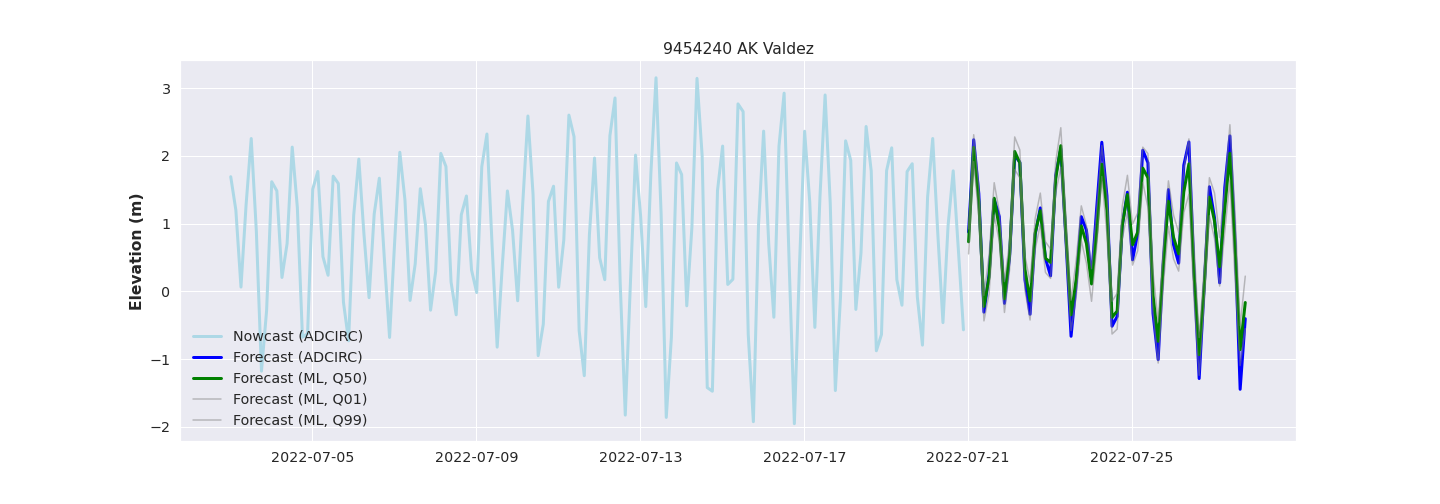 9454240 AK Valdez
Elevation (m)
3
2
1
0
−1
−2
Nowcast (ADCIRC)
Forecast (ADCIRC)
Forecast (ML, Q50)
Forecast (ML, Q01)
Forecast (ML, Q99)
2022-07-05 2022-07-09 2022-07-13 2022-07-17 2022-07-21 2022-07-25